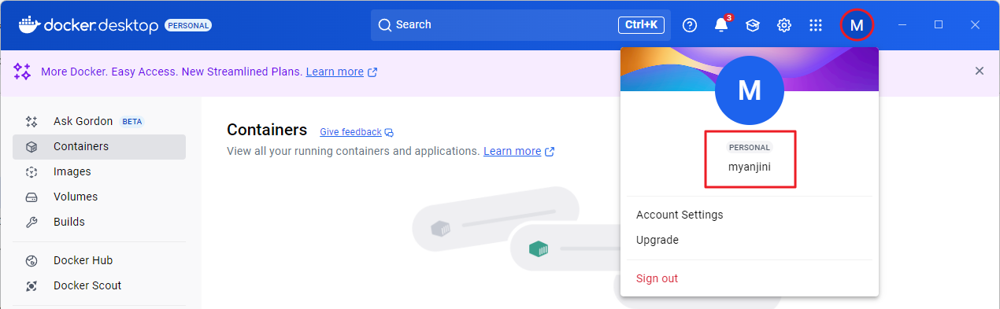 docker.desktop PERSONAL Search Ctrl+K 3 M
More Docker. Easy Access. New Streamlined Plans. Learn more
M
Ask Gordon BETA
Containers
Images
Volumes
Builds
Docker Hub
Docker Scout
Containers Give feedback
View all your running containers and applications. Learn more
PERSONAL
myanjini
Account Settings
Upgrade
Sign out